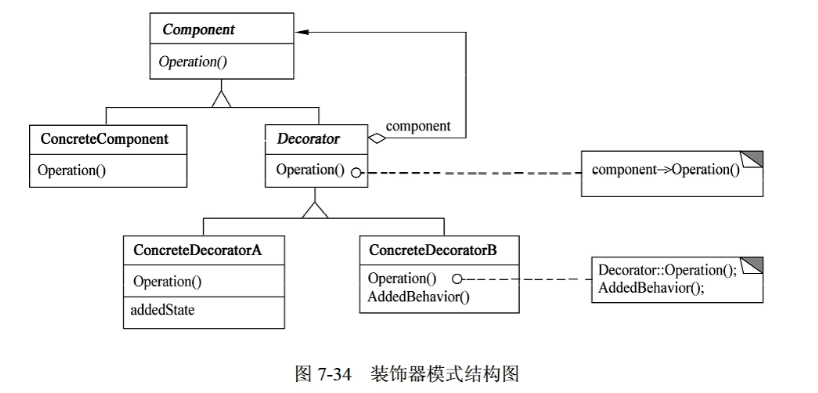 Component
Operation()
component
ConcreteComponent
Operation()
Decorator
Operation()
component->Operation()
ConcreteDecoratorA
Operation()
addedState
ConcreteDecoratorB
Operation()
AddedBehavior()
Decorator::Operation();
AddedBehavior();
图 7-34 装饰器模式结构图